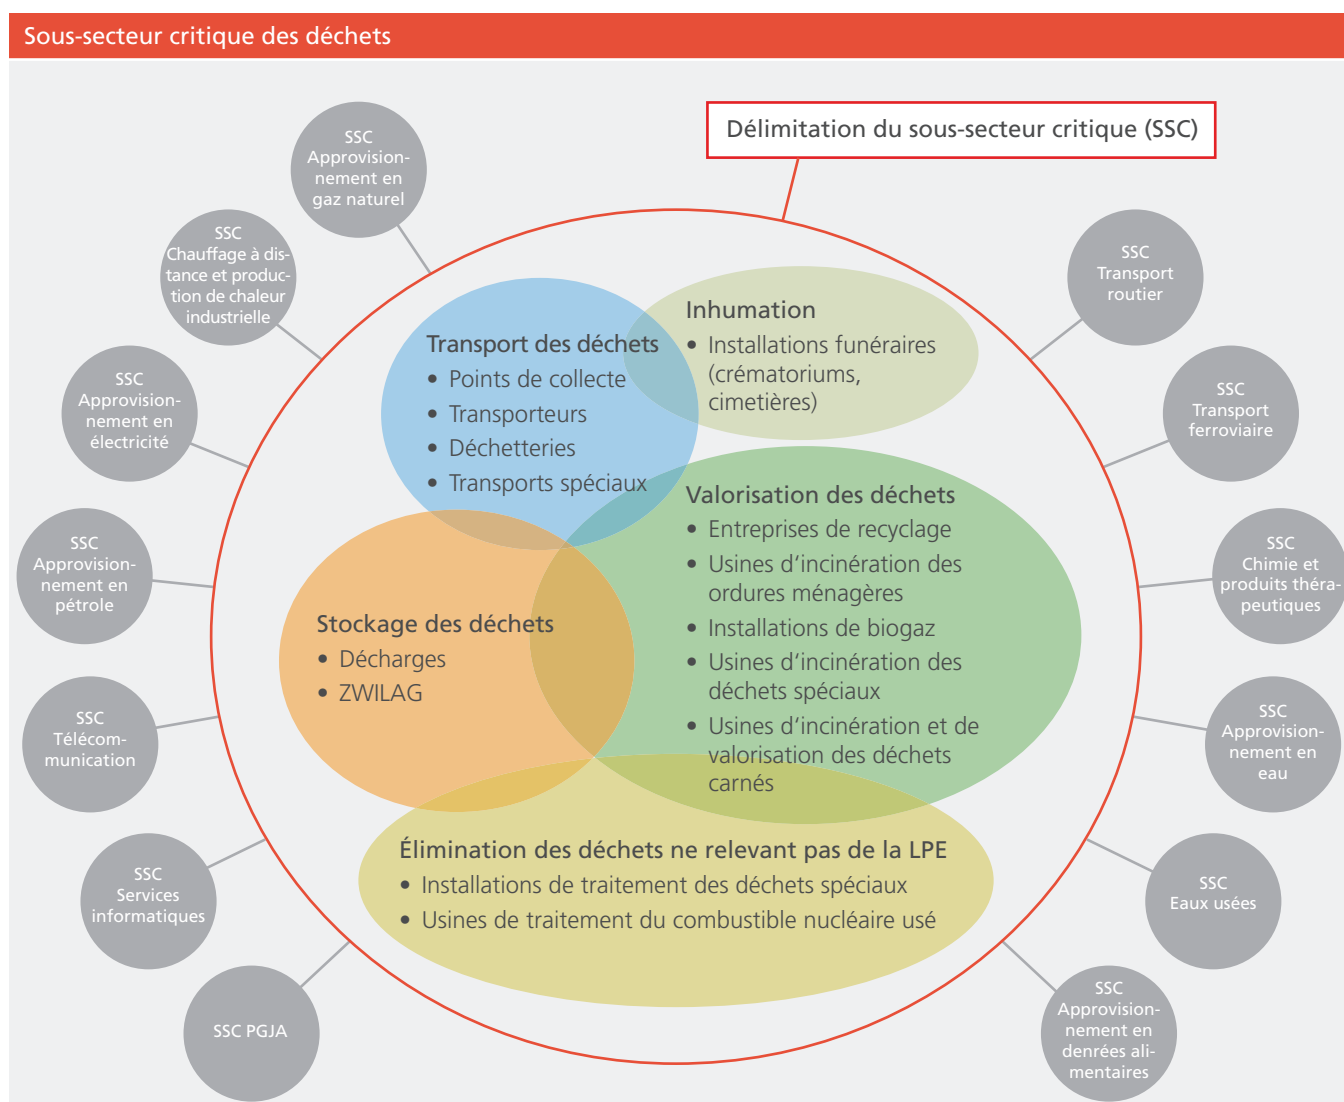 Sous-secteur critique des déchets
Délimitation du sous-secteur critique (SSC)
SSC
Approvision-
nement en
gaz naturel
SSC
Chauffage à dis-
tance et produc-
tion de chaleur
industrielle
SSC
Approvision-
nement en
électricité
SSC
Approvision-
nement en
pétrole
SSC
Télécom-
munication
SSC
Services
informatiques
SSC PGJA
Transport des déchets
• Points de collecte
• Transporteurs
• Déchetteries
• Transports spéciaux
Inhumation
• Installations funéraires
(crématoriums,
cimetières)
Valorisation des déchets
• Entreprises de recyclage
• Usines d‘incinération des
ordures ménagères
• Installations de biogaz
• Usines d‘incinération des
déchets spéciaux
• Usines d‘incinération et de
valorisation des déchets
carnés
Stockage des déchets
• Décharges
• ZWILAG
Élimination des déchets ne relevant pas de la LPE
• Installations de traitement des déchets spéciaux
• Usines de traitement du combustible nucléaire usé
SSC
Transport
routier
SSC
Transport
ferroviaire
SSC
Chimie et
produits théra-
peutiques
SSC
Approvision-
nement en
eau
SSC
Eaux usées
SSC
Approvision-
nement en
denrées ali-
mentaires